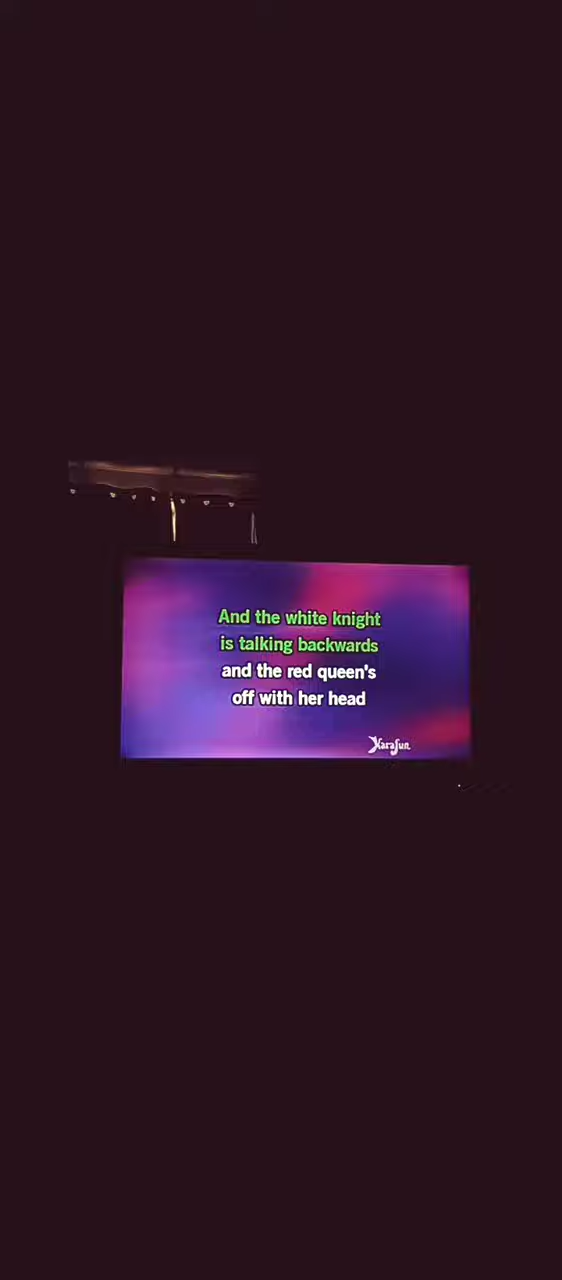 And the white knight
is talking backwards
and the red queen's
off with her head
KaraFun